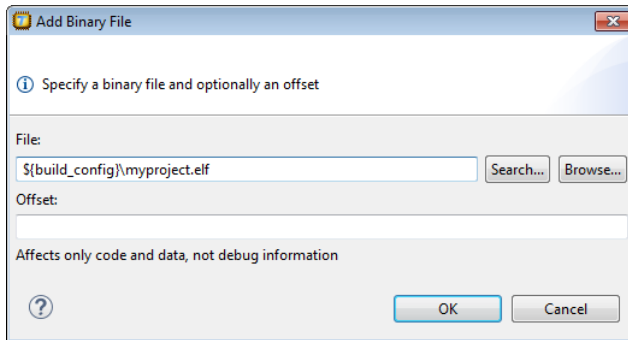 Add Binary File
Specify a binary file and optionally an offset
File:
${build_config}\myproject.elf
Search... Browse...
Offset:
Affects only code and data, not debug information
OK Cancel